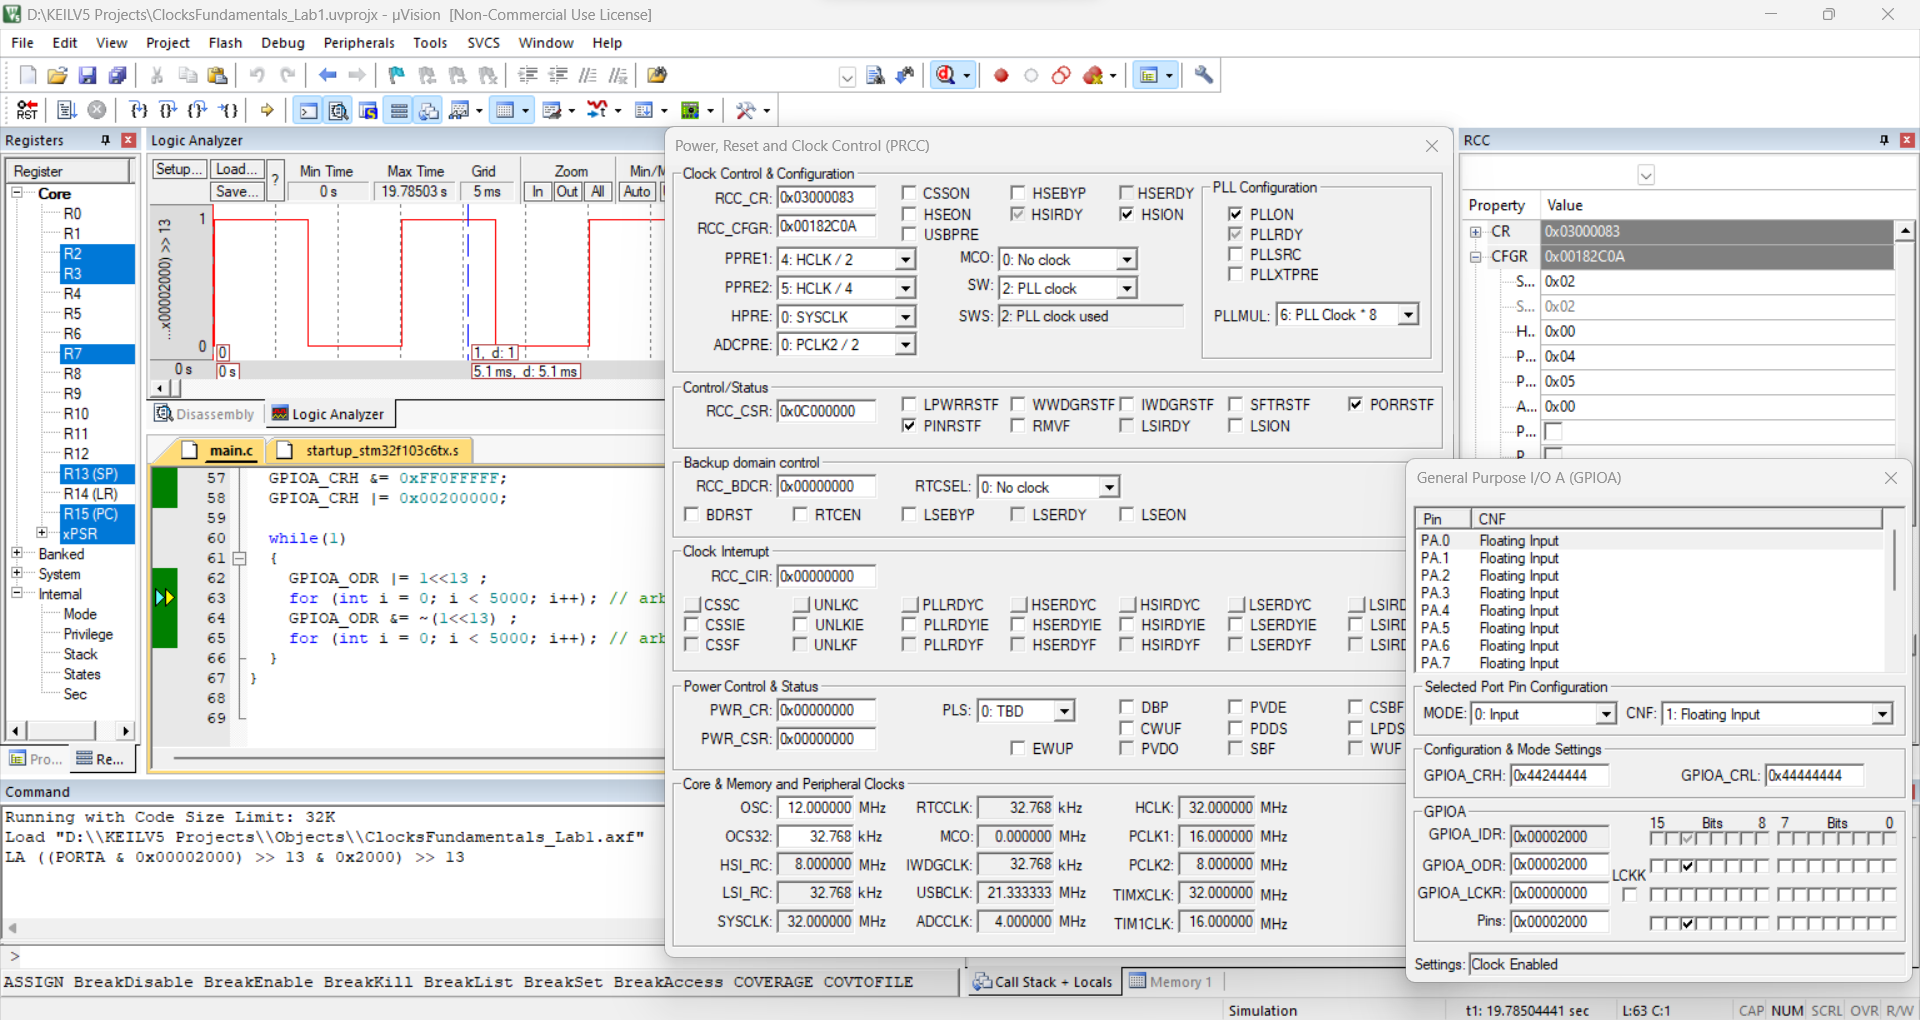 D:\KEILV5 Projects\ClocksFundamentals_Lab1.uvprojx - µVision [Non-Commercial Use License]
File Edit View Project Flash Debug Peripherals Tools SVCS Window Help
Registers
Register
Core
R0
R1
R2
R3
R4
R5
R6
R7
R8
R9
R10
R11
R12
R13 (SP)
R14 (LR)
R15 (PC)
xPSR
Banked
System
Internal
Mode
Privilege
Stack
States
Sec
Pro... Re...
Logic Analyzer
Setup... Load... ? Min Time Max Time Grid Zoom Min/M
Save... 0 s 19.78503 s 5 ms In Out All Auto
...x00002000) >> 13
1
0
0 1, d: 1
0 s 0 s 5.1 ms, d: 5.1 ms
Disassembly Logic Analyzer
main.c startup_stm32f103c6tx.s
57 GPIOA_CRH &= 0xFF0FFFFF;
58 GPIOA_CRH |= 0x00200000;
59
60 while(1)
61 {
62 GPIOA_ODR |= 1<<13 ;
63 for (int i = 0; i < 5000; i++); // arb
64 GPIOA_ODR &= ~(1<<13) ;
65 for (int i = 0; i < 5000; i++); // arb
66 }
67 }
68
69
Command
Running with Code Size Limit: 32K
Load "D:\\KEILV5 Projects\\Objects\\ClocksFundamentals_Lab1.axf"
LA ((PORTA & 0x00002000) >> 13 & 0x2000) >> 13
>
ASSIGN BreakDisable BreakEnable BreakKill BreakList BreakSet BreakAccess COVERAGE COVTOFILE
Power, Reset and Clock Control (PRCC)
Clock Control & Configuration
RCC_CR: 0x03000083 CSSON HSEBYP HSERDY
HSEON HSIRDY HSION
RCC_CFGR: 0x00182C0A USBPRE
PPRE1: 4: HCLK / 2 MCO: 0: No clock
PPRE2: 5: HCLK / 4 SW: 2: PLL clock
HPRE: 0: SYSCLK SWS: 2: PLL clock used
ADCPRE: 0: PCLK2 / 2
PLL Configuration
PLLON
PLLRDY
PLLSRC
PLLXTPRE
PLLMUL: 6: PLL Clock * 8
Control/Status
RCC_CSR: 0x0C000000 LPWRRSTF WWDGRSTF IWDGRSTF SFTRSTF PORRSTF
PINRSTF RMVF LSIRDY LSION
Backup domain control
RCC_BDCR: 0x00000000 RTCSEL: 0: No clock
BDRST RTCEN LSEBYP LSERDY LSEON
Clock Interrupt
RCC_CIR: 0x00000000
CSSC UNLKC PLLRDYC HSERDYC HSIRDYC LSERDYC LSIRD
CSSIE UNLKIE PLLRDYIE HSERDYIE HSIRDYIE LSERDYIE LSIRD
CSSF UNLKF PLLRDYF HSERDYF HSIRDYF LSERDYF LSIRD
Power Control & Status
PWR_CR: 0x00000000 PLS: 0: TBD DBP PVDE CSBF
CWUF PDDS LPDS
PWR_CSR: 0x00000000 EWUP PVDO SBF WUF
Core & Memory and Peripheral Clocks
OSC: 12.000000 MHz RTCCLK: 32.768 kHz HCLK: 32.000000 MHz
OCS32: 32.768 kHz MCO: 0.000000 MHz PCLK1: 16.000000 MHz
HSI_RC: 8.000000 MHz IWDGCLK: 32.768 kHz PCLK2: 8.000000 MHz
LSI_RC: 32.768 kHz USBCLK: 21.333333 MHz TIMXCLK: 32.000000 MHz
SYSCLK: 32.000000 MHz ADCCLK: 4.000000 MHz TIM1CLK: 16.000000 MHz
RCC
Property Value
CR 0x03000083
CFGR 0x00182C0A
S... 0x02
S... 0x02
H.. 0x00
P... 0x04
P... 0x05
A... 0x00
P...
General Purpose I/O A (GPIOA)
Pin CNF
PA.0 Floating Input
PA.1 Floating Input
PA.2 Floating Input
PA.3 Floating Input
PA.4 Floating Input
PA.5 Floating Input
PA.6 Floating Input
PA.7 Floating Input
Selected Port Pin Configuration
MODE: 0: Input CNF: 1: Floating Input
Configuration & Mode Settings
GPIOA_CRH: 0x44244444 GPIOA_CRL: 0x44444444
GPIOA
15 Bits 8 7 Bits 0
GPIOA_IDR: 0x00002000
GPIOA_ODR: 0x00002000
LCKK
GPIOA_LCKR: 0x00000000
Pins: 0x00002000
Settings: Clock Enabled
Call Stack + Locals Memory 1
Simulation t1: 19.78504441 sec L:63 C:1 CAP NUM SCRL OVR R/W